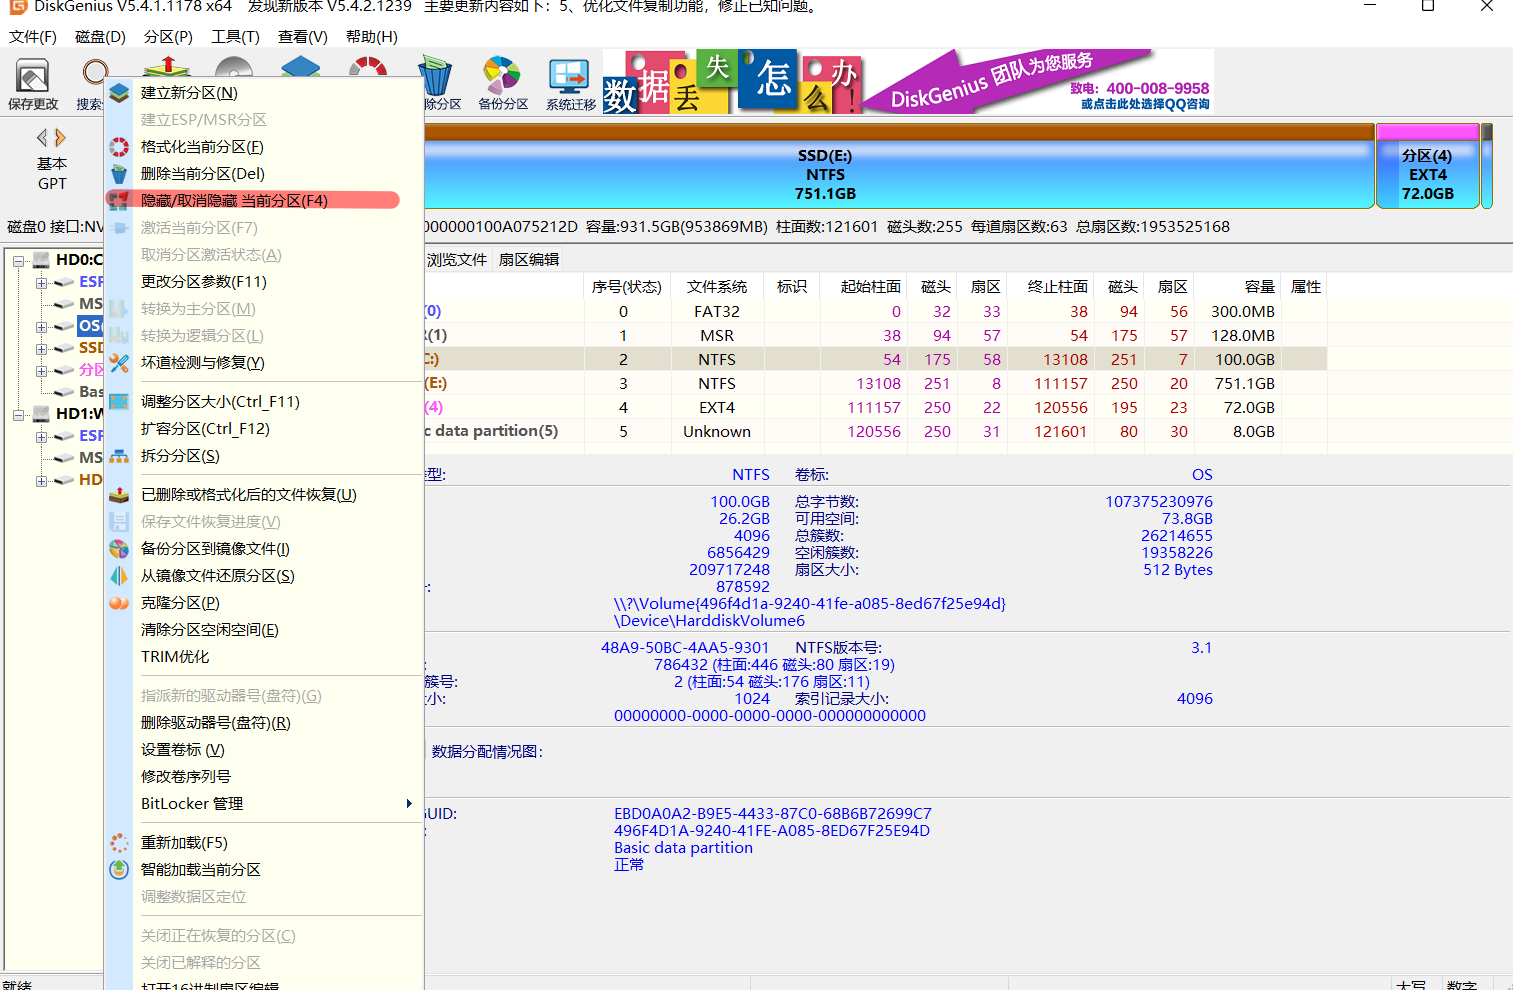 DiskGenius V5.4.1.1178 x64 发现新版本 V5.4.2.1239 主要更新内容如下：5、优化文件复制功能，修正已知问题。
文件(F) 磁盘(D) 分区(P) 工具(T) 查看(V) 帮助(H)
保存更改 搜索 除分区 备份分区 系统迁移
数据丢失怎么办!
DiskGenius 团队为您服务
致电：400-008-9958
或点击此处选择QQ咨询
基本
GPT
SSD(E:)
NTFS
751.1GB
分区(4)
EXT4
72.0GB
磁盘0 接口:NV 000000100A075212D 容量:931.5GB(953869MB) 柱面数:121601 磁头数:255 每道扇区数:63 总扇区数:1953525168
HD0:C
ESP
MS
OS(
SSD
分区
Bas
HD1:W
ESP
MS
HD
建立新分区(N)
建立ESP/MSR分区
格式化当前分区(F)
删除当前分区(Del)
隐藏/取消隐藏 当前分区(F4)
激活当前分区(F7)
取消分区激活状态(A)
更改分区参数(F11)
转换为主分区(M)
转换为逻辑分区(L)
坏道检测与修复(Y)
调整分区大小(Ctrl_F11)
扩容分区(Ctrl_F12)
拆分分区(S)
已删除或格式化后的文件恢复(U)
保存文件恢复进度(V)
备份分区到镜像文件(I)
从镜像文件还原分区(S)
克隆分区(P)
清除分区空闲空间(E)
TRIM优化
指派新的驱动器号(盘符)(G)
删除驱动器号(盘符)(R)
设置卷标 (V)
修改卷序列号
BitLocker 管理
重新加载(F5)
智能加载当前分区
调整数据区定位
关闭正在恢复的分区(C)
关闭已解释的分区
打开16进制扇区编辑
浏览文件 扇区编辑
序号(状态) 文件系统 标识 起始柱面 磁头 扇区 终止柱面 磁头 扇区 容量 属性
(0) 0 FAT32 0 32 33 38 94 56 300.0MB
R(1) 1 MSR 38 94 57 54 175 57 128.0MB
C:) 2 NTFS 54 175 58 13108 251 7 100.0GB
(E:) 3 NTFS 13108 251 8 111157 250 20 751.1GB
(4) 4 EXT4 111157 250 22 120556 195 23 72.0GB
c data partition(5) 5 Unknown 120556 250 31 121601 80 30 8.0GB
型: NTFS 卷标: OS
100.0GB 总字节数: 107375230976
26.2GB 可用空间: 73.8GB
4096 总簇数: 26214655
6856429 空闲簇数: 19358226
209717248 扇区大小: 512 Bytes
878592
\\?\Volume{496f4d1a-9240-41fe-a085-8ed67f25e94d}
\Device\HarddiskVolume6
48A9-50BC-4AA5-9301 NTFS版本号: 3.1
786432 (柱面:446 磁头:80 扇区:19)
簇号: 2 (柱面:54 磁头:176 扇区:11)
小: 1024 索引记录大小: 4096
00000000-0000-0000-0000-000000000000
数据分配情况图:
GUID: EBD0A0A2-B9E5-4433-87C0-68B6B72699C7
496F4D1A-9240-41FE-A085-8ED67F25E94D
Basic data partition
正常
就绪 大写 数字